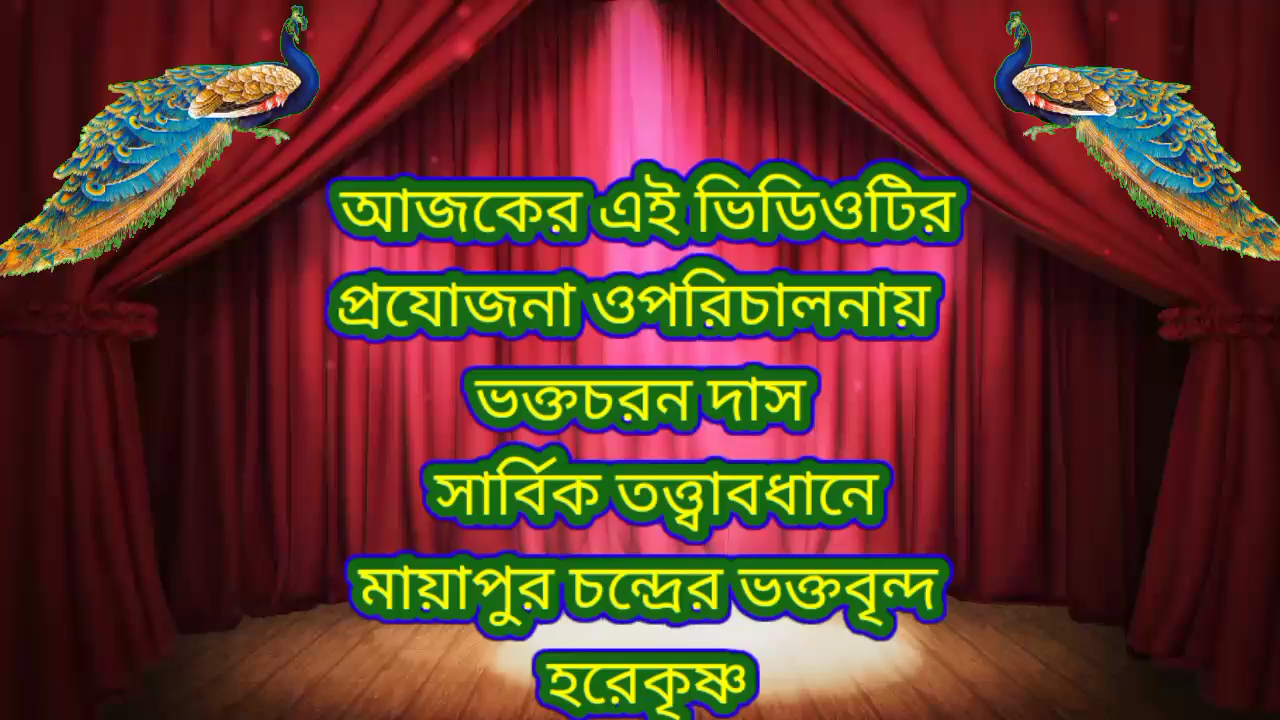 আজকের এই ভিডিওটির
প্রযোজনা ওপরিচালনায়
ভক্তচরন দাস
সার্বিক তত্ত্বাবধানে
মায়াপুর চন্দ্রের ভক্তবৃন্দ
হরেকৃষ্ণ